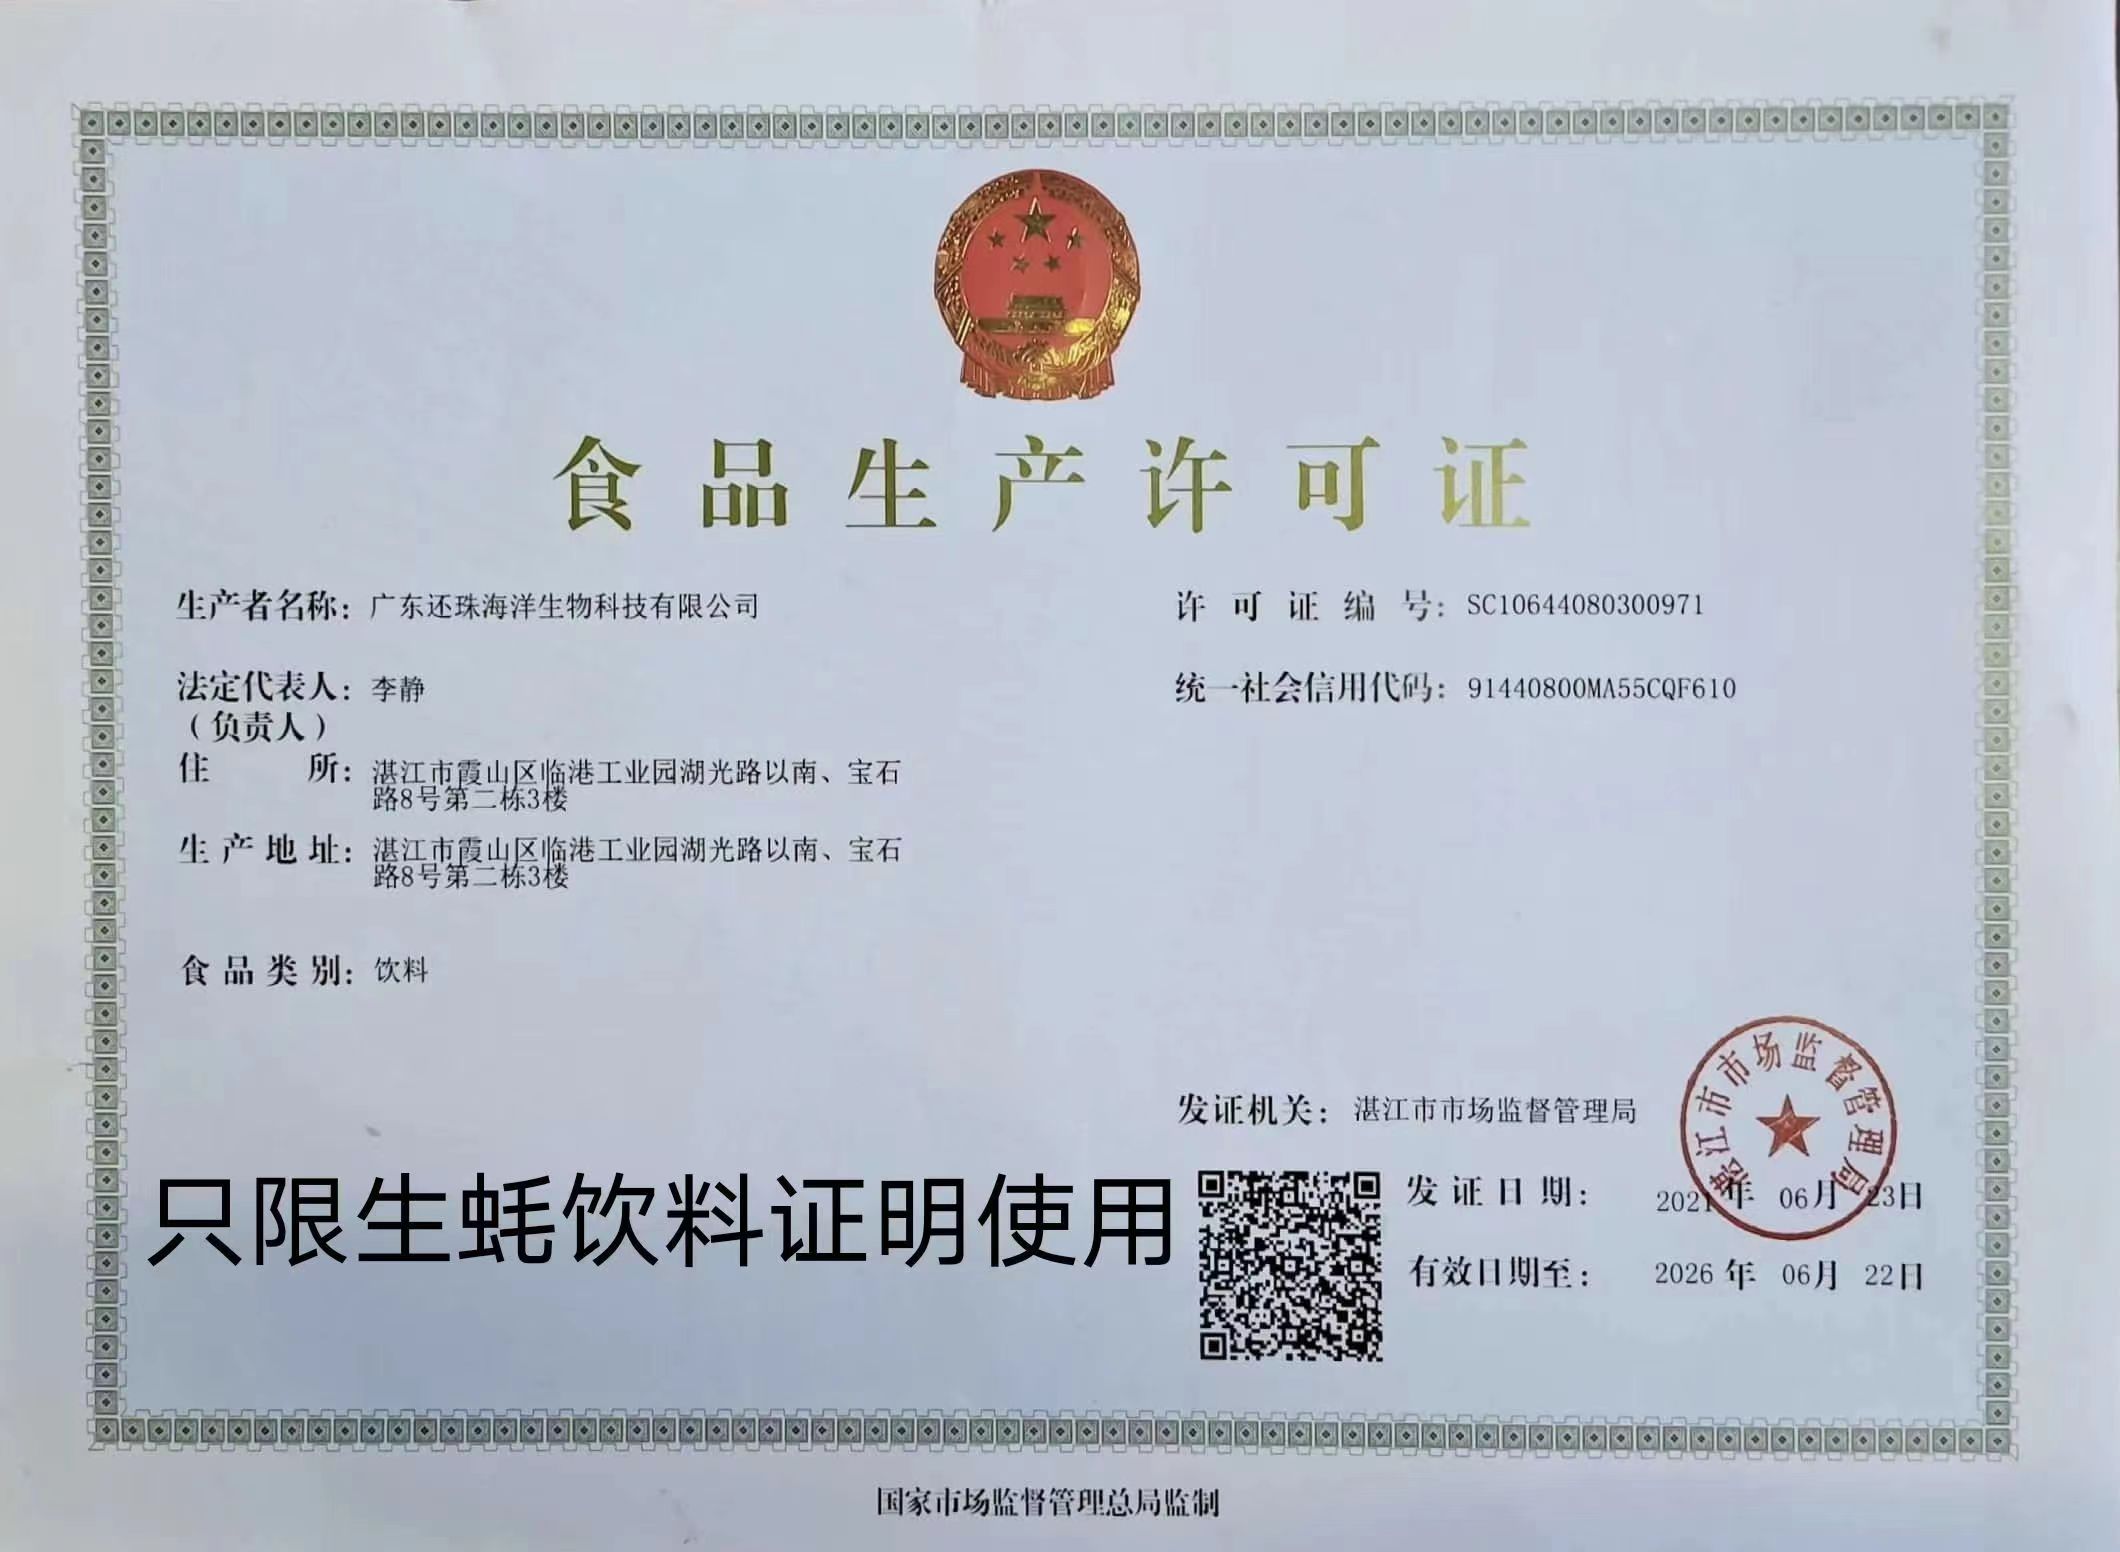 食品生产许可证
生产者名称：广东还珠海洋生物科技有限公司
许可证编号：SC10644080300971
法定代表人：李静
（负责人）
统一社会信用代码：91440800MA55CQF610
住所：湛江市霞山区临港工业园湖光路以南、宝石
路8号第二栋3楼
生产地址：湛江市霞山区临港工业园湖光路以南、宝石
路8号第二栋3楼
食品类别：饮料
发证机关：湛江市市场监督管理局
湛江市市场监督管理局
只限生蚝饮料证明使用
发证日期：2021年06月23日
有效日期至：2026年06月22日
国家市场监督管理总局监制